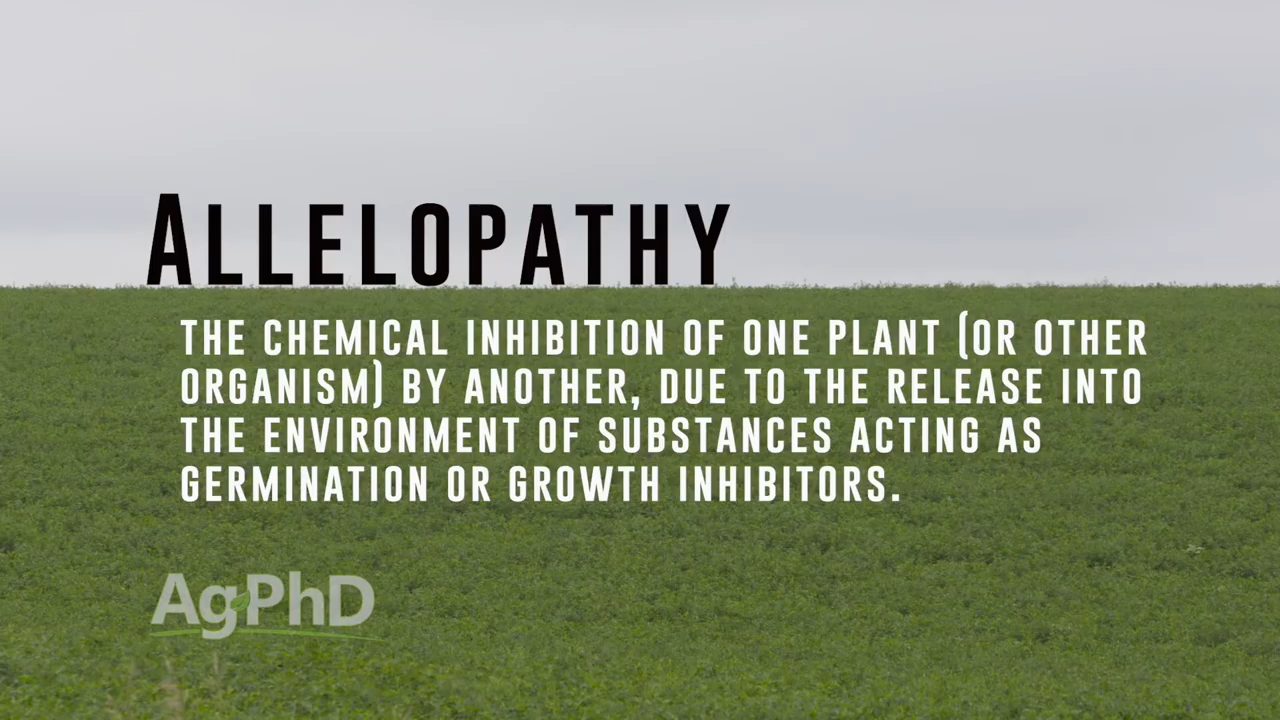 ALLELOPATHY
THE CHEMICAL INHIBITION OF ONE PLANT (OR OTHER
ORGANISM) BY ANOTHER, DUE TO THE RELEASE INTO
THE ENVIRONMENT OF SUBSTANCES ACTING AS
GERMINATION OR GROWTH INHIBITORS.
AgPhD